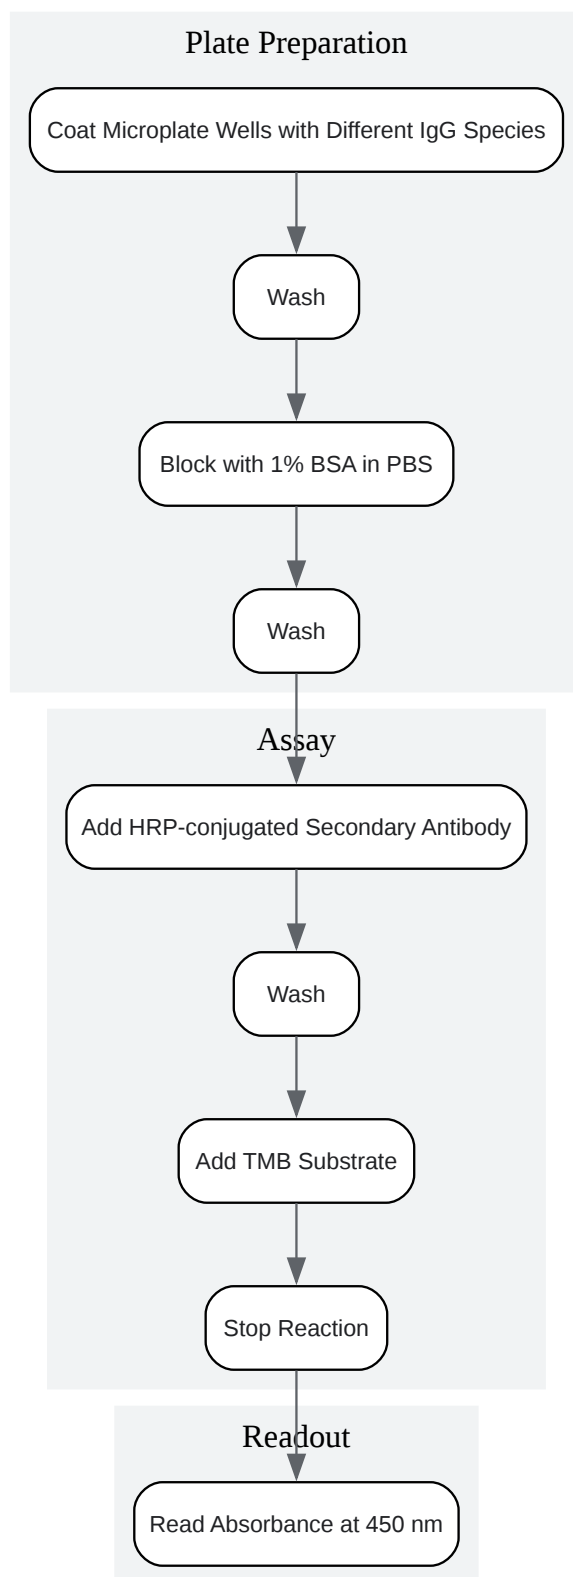 Plate Preparation
Coat Microplate Wells with Different IgG Species
Wash
Block with 1% BSA in PBS
Wash
Assay
Add HRP-conjugated Secondary Antibody
Wash
Add TMB Substrate
Stop Reaction
Readout
Read Absorbance at 450 nm